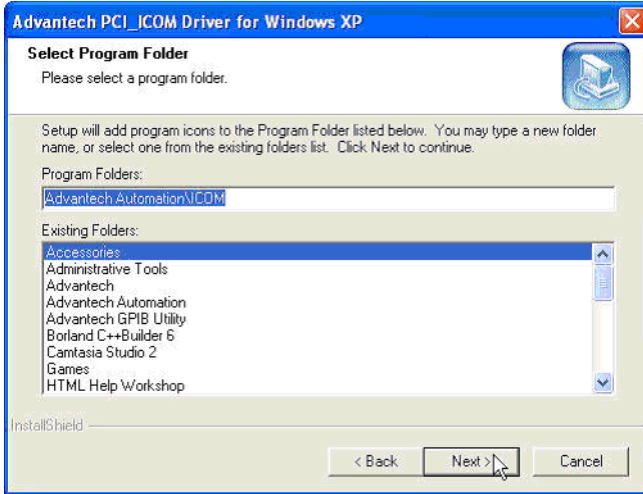 Advantech PCI_ICOM Driver for Windows XP
Select Program Folder
Please select a program folder.
Setup will add program icons to the Program Folder listed below. You may type a new folder
name, or select one from the existing folders list. Click Next to continue.
Program Folders:
Advantech Automation\ICOM
Existing Folders:
Accessories
Administrative Tools
Advantech
Advantech Automation
Advantech GPIB Utility
Borland C++Builder 6
Camtasia Studio 2
Games
HTML Help Workshop
InstallShield
< Back Next > Cancel